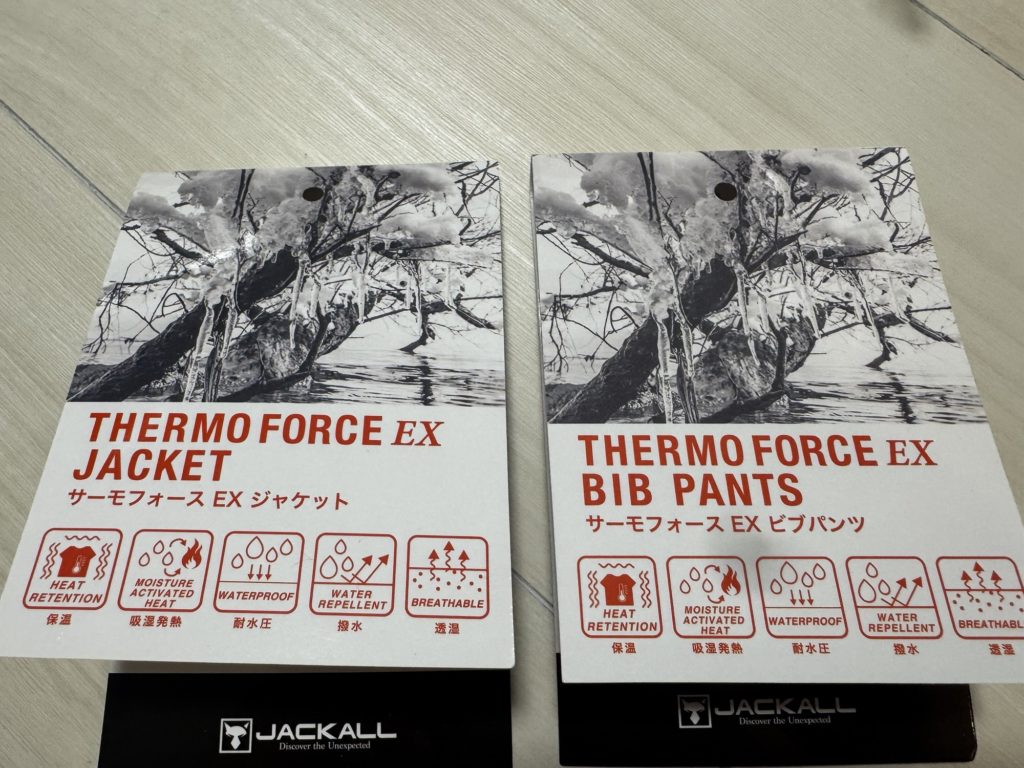 THERMO FORCE EX
JACKET
サーモフォース EX ジャケット
HEAT
RETENTION
保温
MOISTURE
ACTIVATED
HEAT
吸湿発熱
WATERPROOF
耐水圧
WATER
REPELLENT
撥水
BREATHABLE
透湿
JACKALL
Discover the Unexpected
THERMO FORCE EX
BIB PANTS
サーモフォース EX ビブパンツ
HEAT
RETENTION
保温
MOISTURE
ACTIVATED
HEAT
吸湿発熱
WATERPROOF
耐水圧
WATER
REPELLENT
撥水
BREATHABL
透湿
JACKALL
Discover the Unexpected